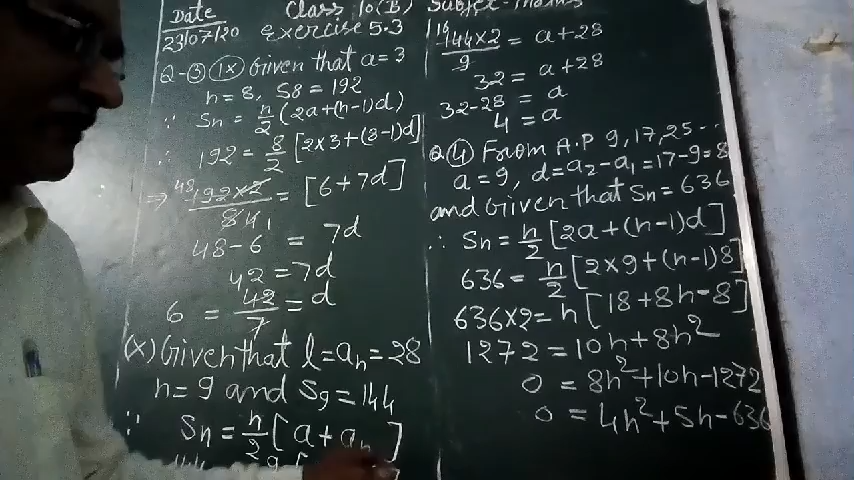 Date
23/07/20
Class 10(B) Subject-maths
exercise 5.3
Q-③ (ix) Given that a=3
n=8, S8=192
∵ Sn = n/2 (2a+(n-1)d)
∴ 192 = 8/2 [2×3+(8-1)d]
⇒ 192×2/8 = [6+7d]
48-6 = 7d
42 = 7d
6 = 42/7 = d
(x) Given that l=an=28
n=9 and S9=144
∵ Sn = n/2 [a+an]
144×2/9 = a+28
32 = a+28
32-28 = a
4 = a
Q④ From A.P 9,17,25...
a=9, d=a2-a1=17-9=8
and Given that Sn=636
∴ Sn = n/2 [2a+(n-1)d]
636 = n/2 [2×9+(n-1)8]
636×2 = n [18+8n-8]
1272 = 10n+8n²
0 = 8n²+10n-1272
0 = 4n²+5n-636